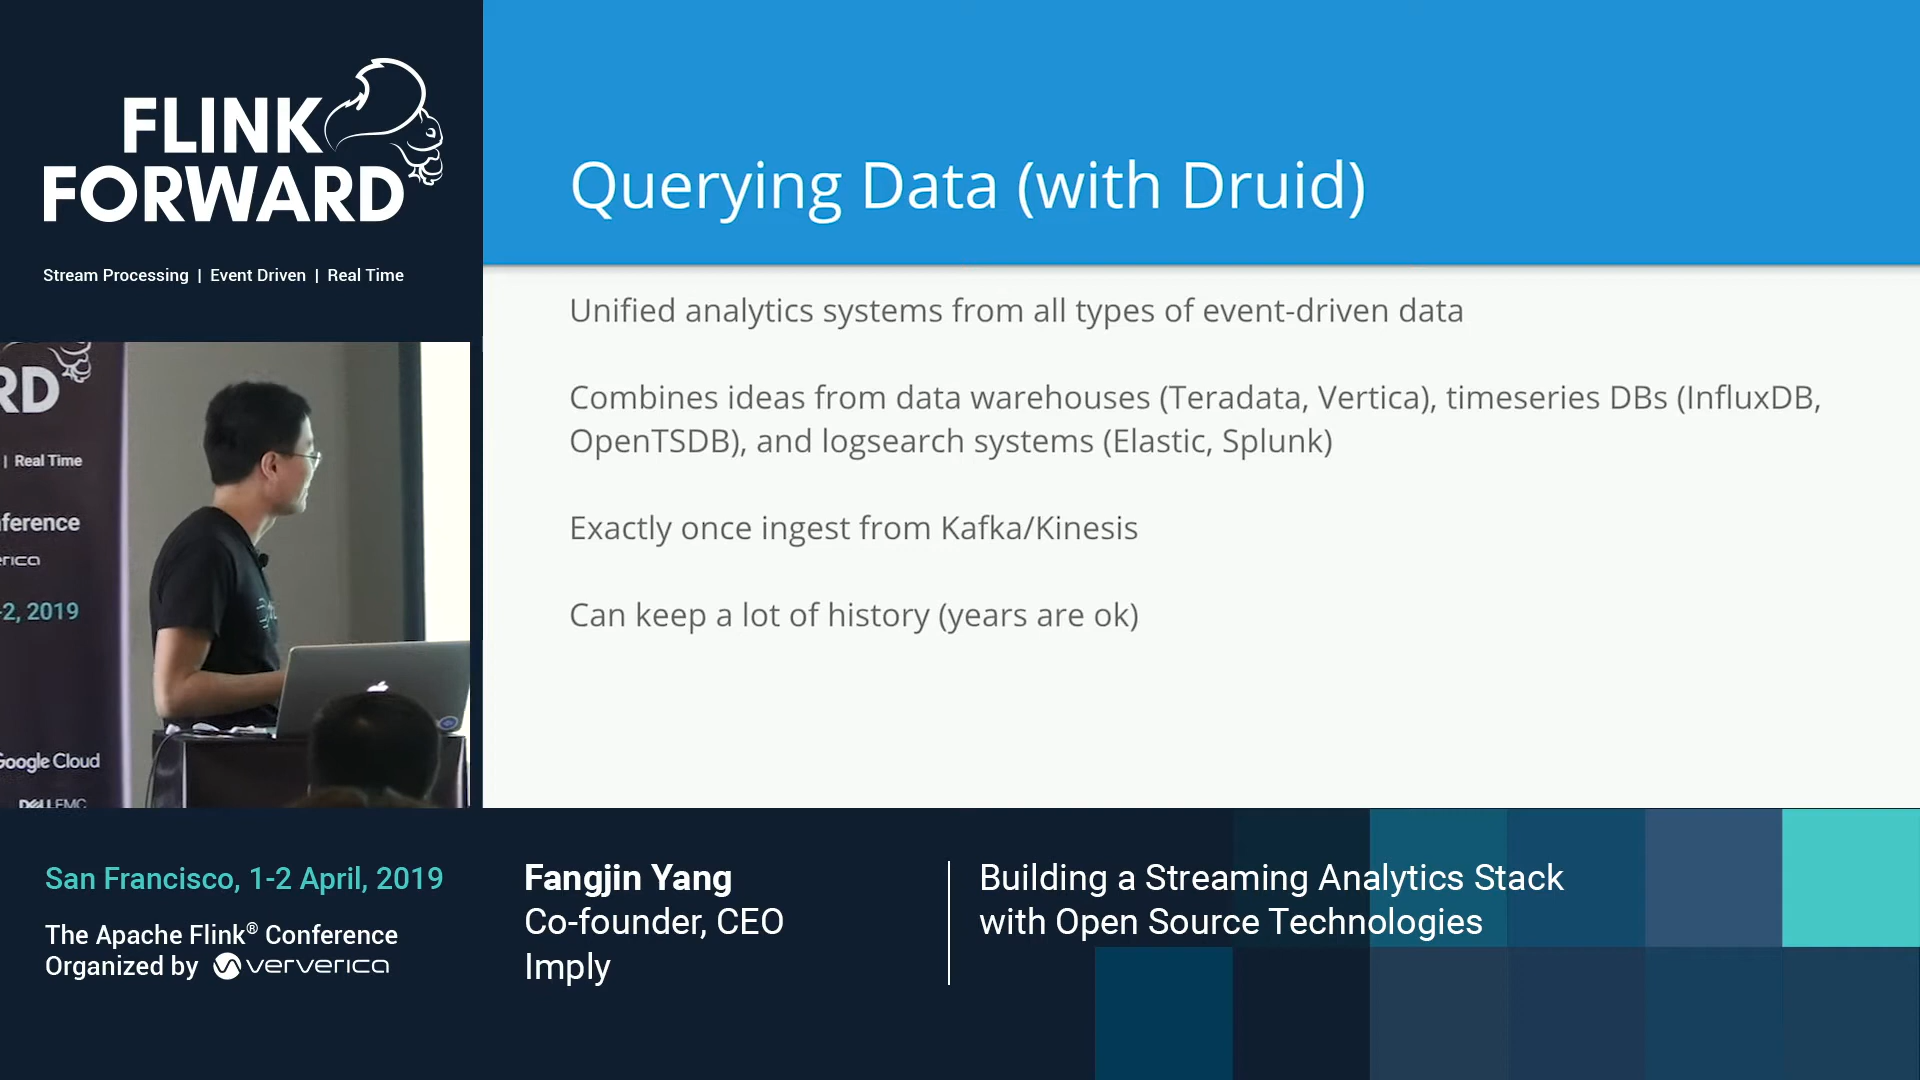 FLINK
FORWARD
Stream Processing | Event Driven | Real Time
Querying Data (with Druid)
Unified analytics systems from all types of event-driven data
Combines ideas from data warehouses (Teradata, Vertica), timeseries DBs (InfluxDB,
OpenTSDB), and logsearch systems (Elastic, Splunk)
Exactly once ingest from Kafka/Kinesis
Can keep a lot of history (years are ok)
RD
| Real Time
ference
erica
-2, 2019
Google Cloud
DELL EMC
San Francisco, 1-2 April, 2019
The Apache Flink® Conference
Organized by ververica
Fangjin Yang
Co-founder, CEO
Imply
Building a Streaming Analytics Stack
with Open Source Technologies